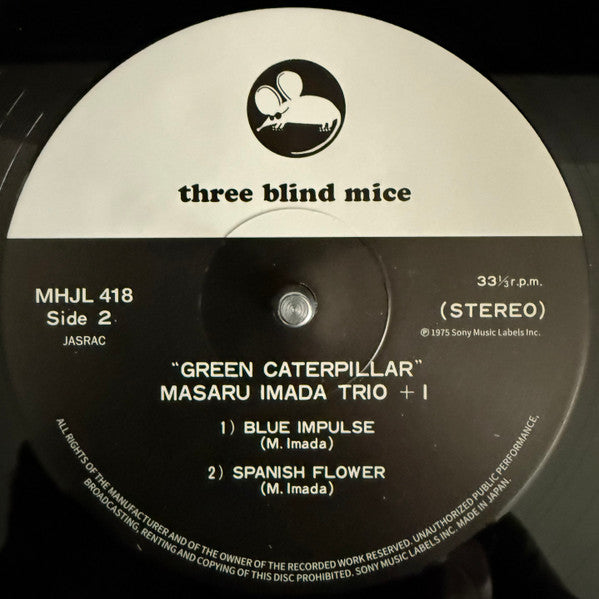 three blind mice
MHJL 418
Side 2
JASRAC
33⅓ r.p.m.
(STEREO)
℗ 1975 Sony Music Labels Inc.
"GREEN CATERPILLAR"
MASARU IMADA TRIO + 1
1) BLUE IMPULSE
(M. Imada)
2) SPANISH FLOWER
(M. Imada)
ALL RIGHTS OF THE MANUFACTURER AND OF THE OWNER OF THE RECORDED WORK RESERVED. UNAUTHORIZED PUBLIC PERFORMANCE,
BROADCASTING, RENTING AND COPYING OF THIS DISC PROHIBITED. SONY MUSIC LABELS INC. MADE IN JAPAN.